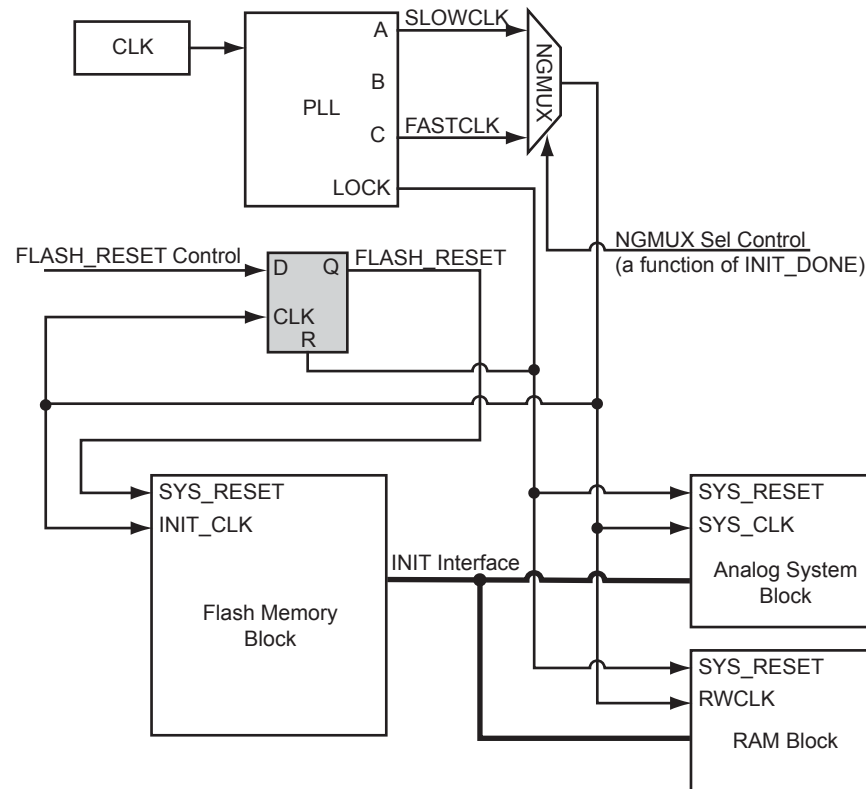 CLK
PLL
A
B
C
LOCK
SLOWCLK
FASTCLK
NGMUX
NGMUX Sel Control
(a function of INIT_DONE)
FLASH_RESET Control
D
Q
CLK
R
FLASH_RESET
SYS_RESET
INIT_CLK
Flash Memory
Block
INIT Interface
SYS_RESET
SYS_CLK
Analog System
Block
SYS_RESET
RWCLK
RAM Block